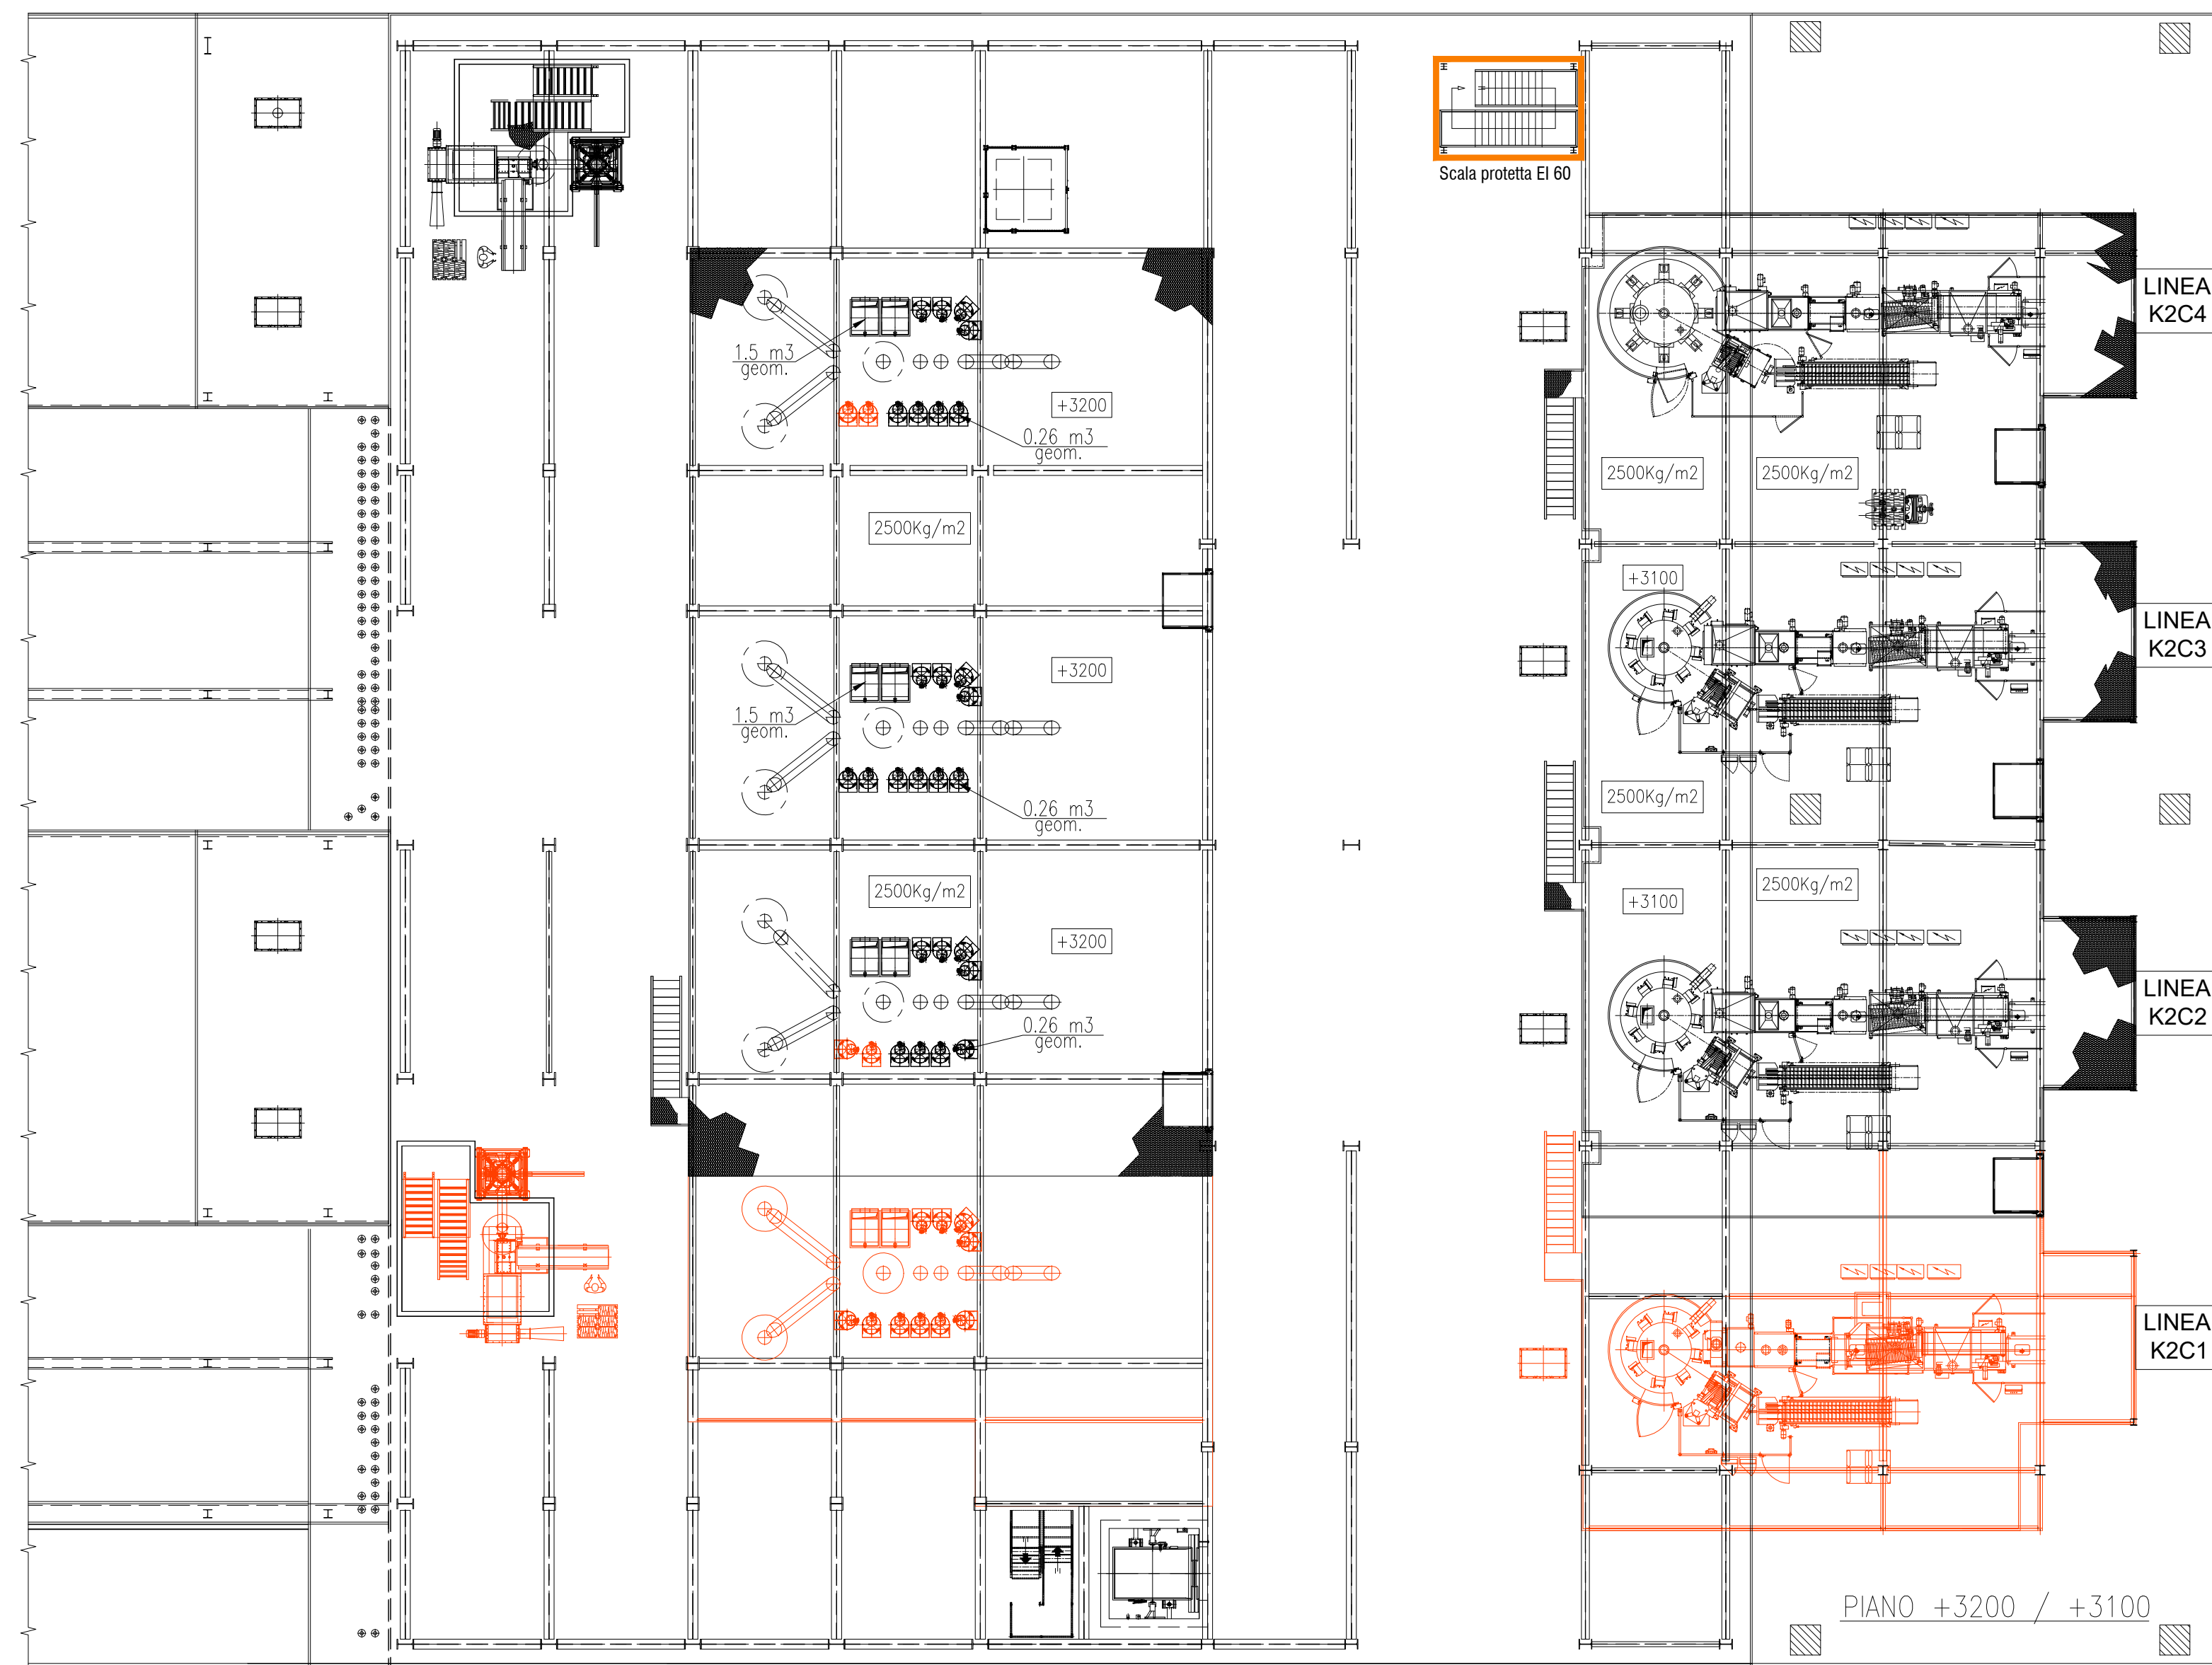 Scala protetta EI 60
LINEA
K2C4
1.5 m3
geom.
+3200
0.26 m3
geom.
2500Kg/m2
2500Kg/m2
2500Kg/m2
+3100
LINEA
K2C3
+3200
1.5 m3
geom.
0.26 m3
geom.
2500Kg/m2
2500Kg/m2
2500Kg/m2
+3100
+3200
LINEA
K2C2
0.26 m3
geom.
LINEA
K2C1
PIANO +3200 / +3100